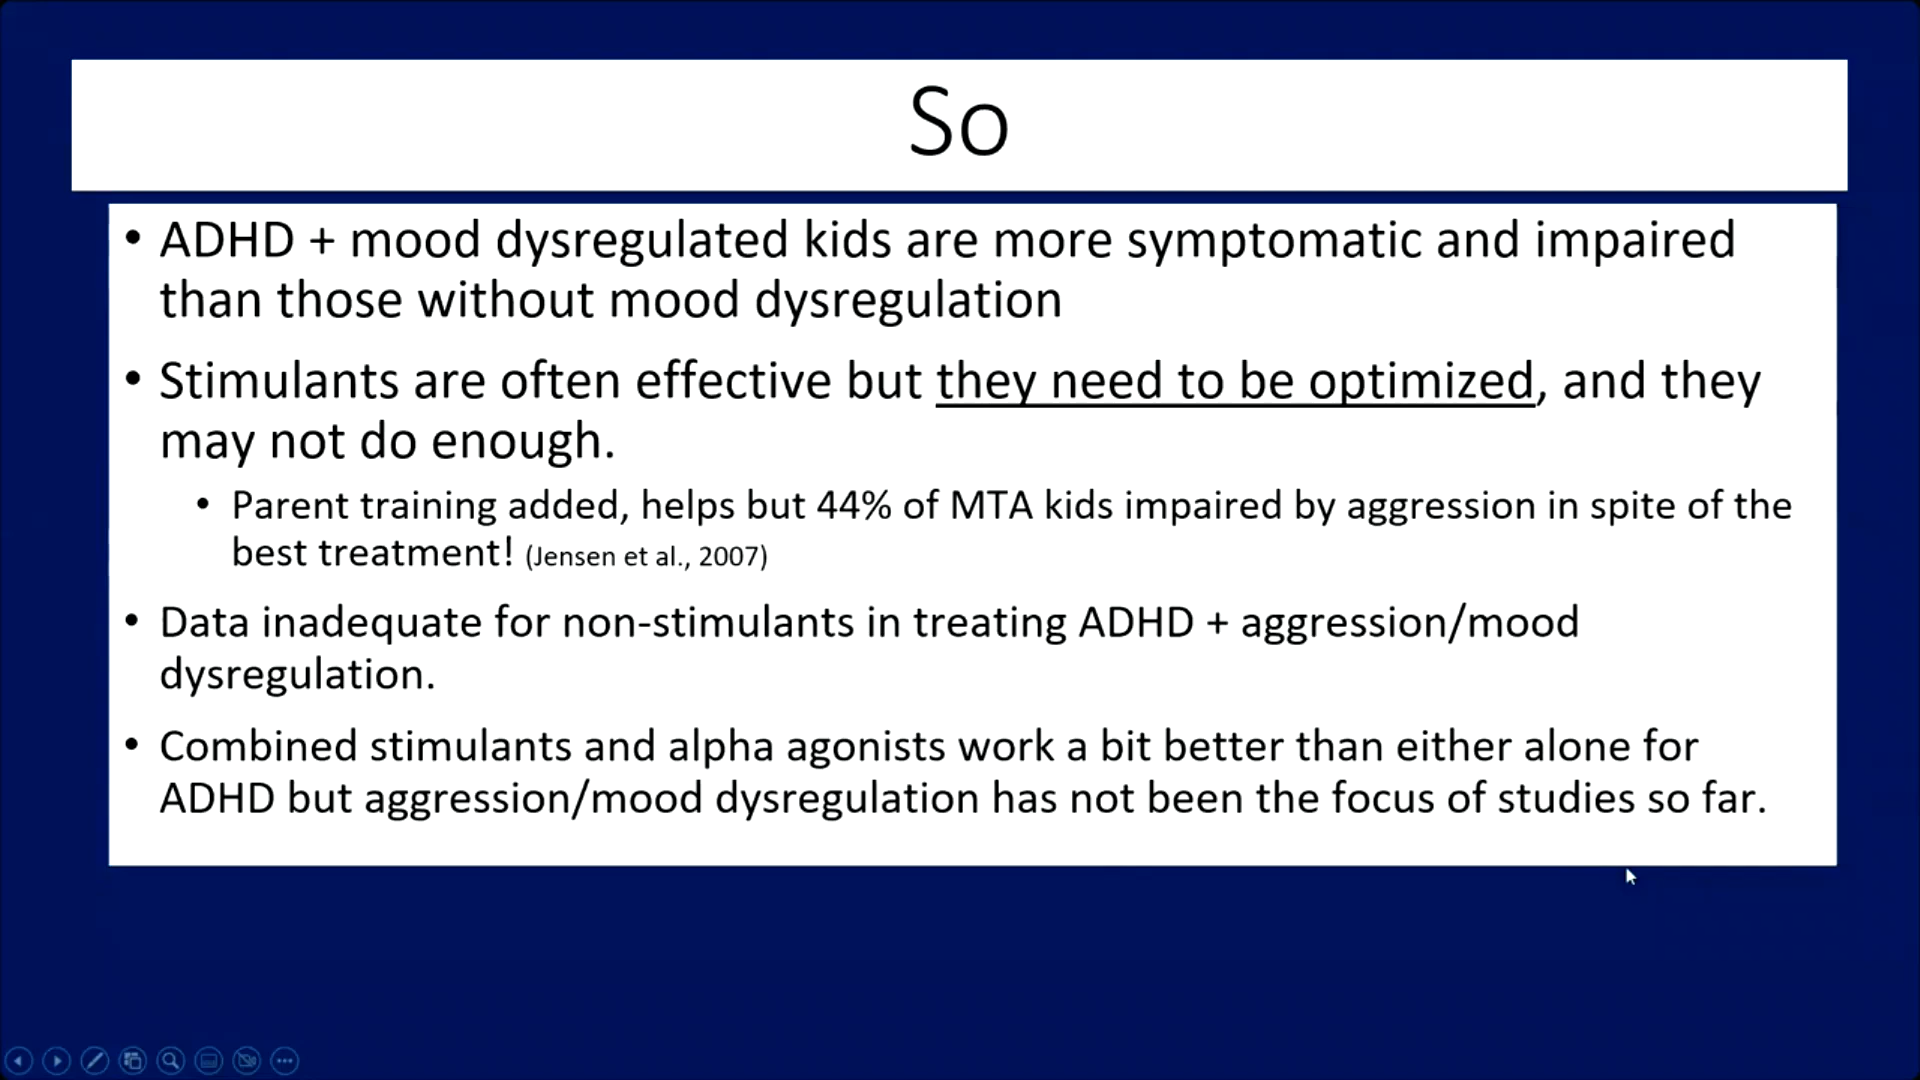 So
• ADHD + mood dysregulated kids are more symptomatic and impaired
than those without mood dysregulation
• Stimulants are often effective but they need to be optimized, and they
may not do enough.
• Parent training added, helps but 44% of MTA kids impaired by aggression in spite of the
best treatment! (Jensen et al., 2007)
• Data inadequate for non-stimulants in treating ADHD + aggression/mood
dysregulation.
• Combined stimulants and alpha agonists work a bit better than either alone for
ADHD but aggression/mood dysregulation has not been the focus of studies so far.